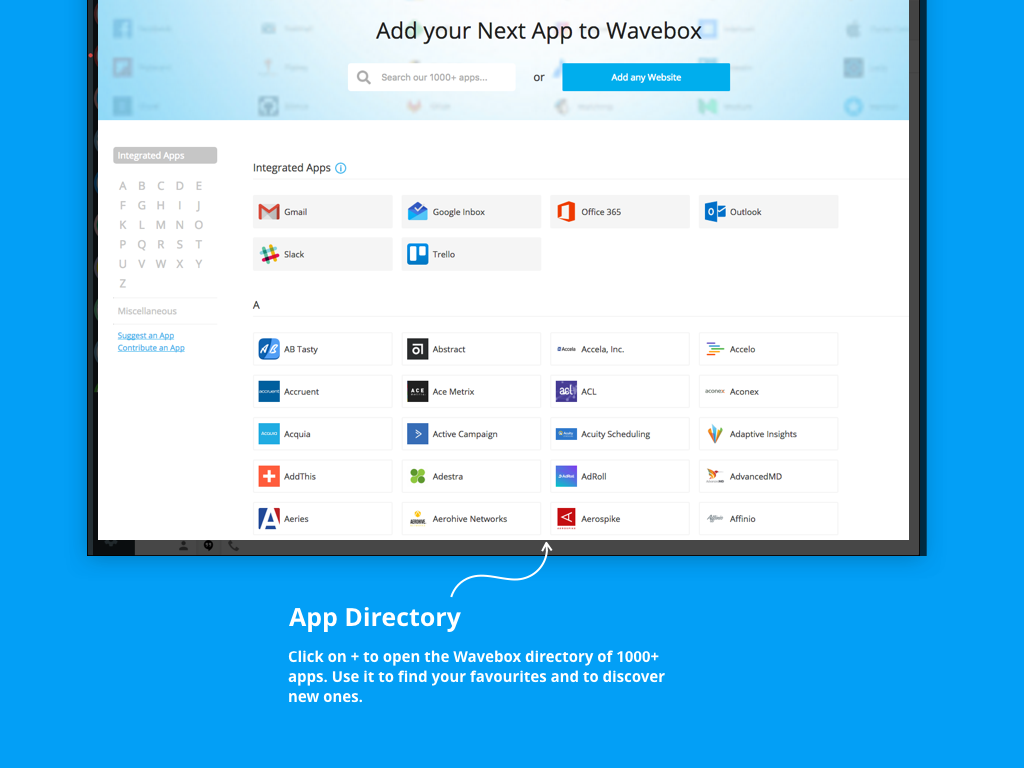 Add your Next App to Wavebox
Search our 1000+ apps...
or
Add any Website
Integrated Apps
A B C D E
F G H I J
K L M N O
P Q R S T
U V W X Y
Z
Miscellaneous
Suggest an App
Contribute an App
Integrated Apps
Gmail
Google Inbox
Office 365
Outlook
Slack
Trello
A
AB Tasty
Abstract
Accela, Inc.
Accelo
Accruent
Ace Metrix
ACL
Aconex
Acquia
Active Campaign
Acuity Scheduling
Adaptive Insights
AddThis
Adestra
AdRoll
AdvancedMD
Aeries
Aerohive Networks
Aerospike
Affinio
App Directory
Click on + to open the Wavebox directory of 1000+
apps. Use it to find your favourites and to discover
new ones.